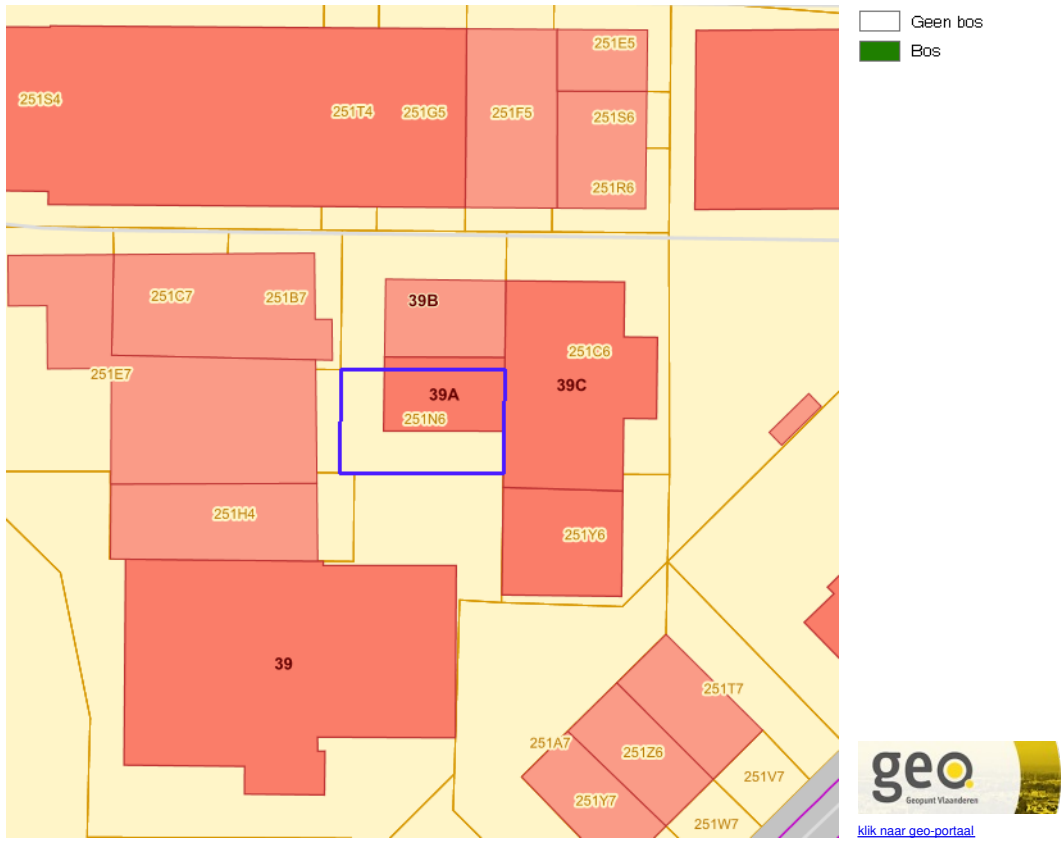 Geen bos
Bos
251E5
251S4
251T4
251G5
251F5
251S6
251R6
251C7
251B7
39B
251C6
251E7
39A
39C
251N6
251H4
251Y6
39
251T7
251A7
251Z6
251V7
251Y7
251W7
geo
Geopunt Vlaanderen
klik naar geo-portaal